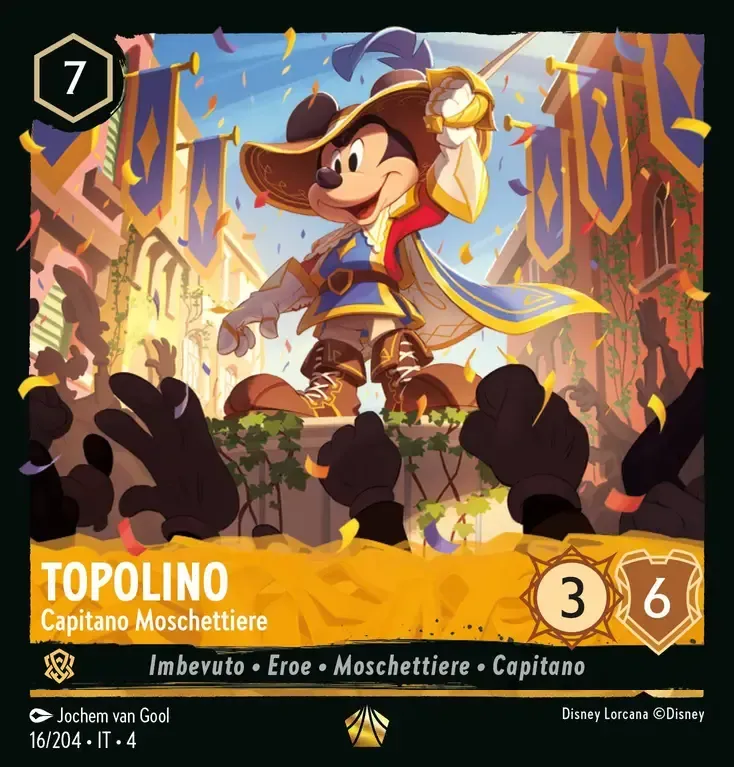 7
TOPOLINO
Capitano Moschettiere
3
6
Imbevuto • Eroe • Moschettiere • Capitano
Jochem van Gool
Disney Lorcana ©Disney
16/204 • IT • 4